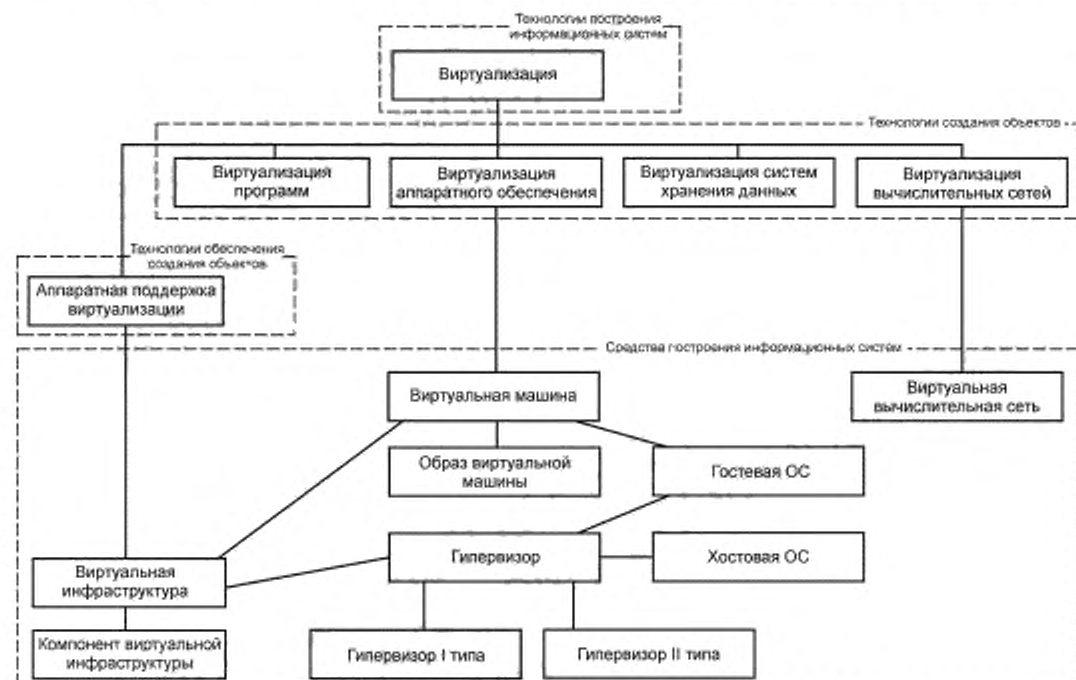 Технологии построения
информационных систем
Виртуализация
Технологии создания объектов
Виртуализация
программ
Виртуализация
аппаратного обеспечения
Виртуализация систем
хранения данных
Виртуализация
вычислительных сетей
Технологии обеспечения
создания объектов
Аппаратная поддержка
виртуализации
Средства построения информационных систем
Виртуальная машина
Виртуальная
вычислительная сеть
Образ виртуальной
машины
Гостевая ОС
Гипервизор
Хостовая ОС
Виртуальная
инфраструктура
Компонент виртуальной
инфраструктуры
Гипервизор I типа
Гипервизор II типа